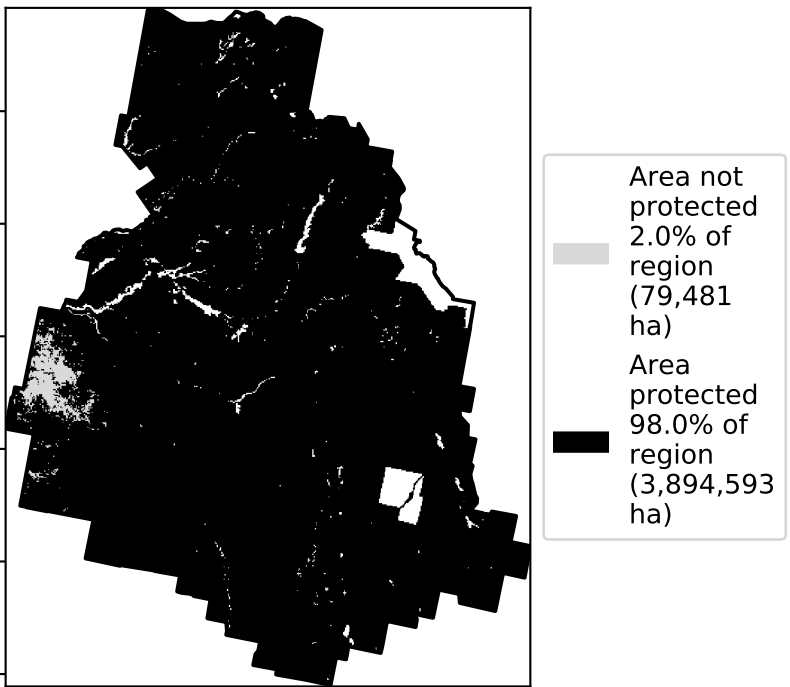 Area not
protected
2.0% of
region
(79,481
ha)
Area
protected
98.0% of
region
(3,894,593
ha)